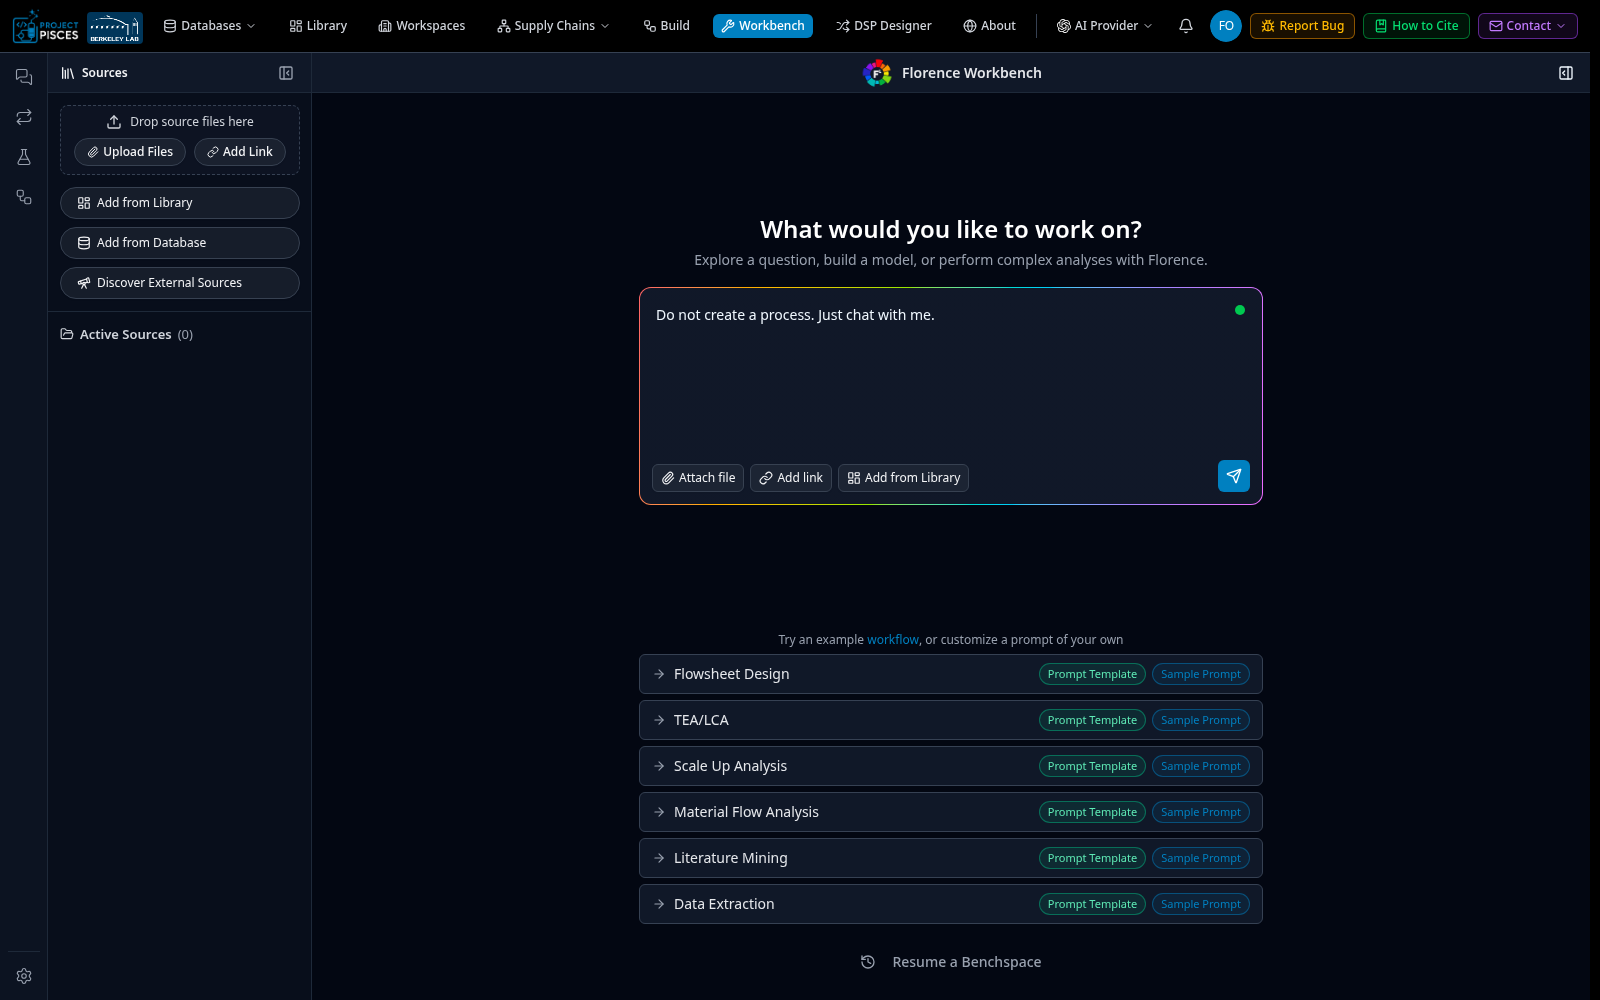 PROJECT
PISCES
BERKELEY LAB
Databases
Library
Workspaces
Supply Chains
Build
Workbench
DSP Designer
About
AI Provider
FO
Report Bug
How to Cite
Contact
Sources
Florence Workbench
Drop source files here
Upload Files
Add Link
Add from Library
Add from Database
Discover External Sources
Active Sources (0)
What would you like to work on?
Explore a question, build a model, or perform complex analyses with Florence.
Do not create a process. Just chat with me.
Attach file
Add link
Add from Library
Try an example workflow, or customize a prompt of your own
Flowsheet Design Prompt Template Sample Prompt
TEA/LCA Prompt Template Sample Prompt
Scale Up Analysis Prompt Template Sample Prompt
Material Flow Analysis Prompt Template Sample Prompt
Literature Mining Prompt Template Sample Prompt
Data Extraction Prompt Template Sample Prompt
Resume a Benchspace